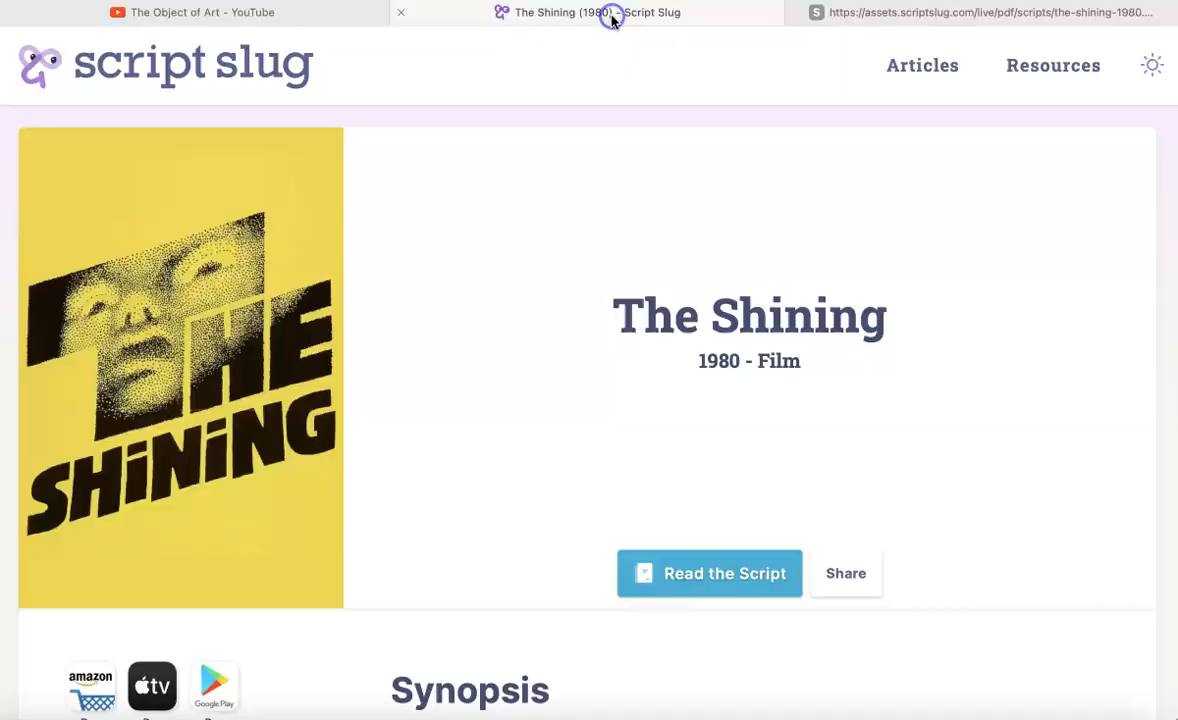 The Object of Art - YouTube
The Shining (1980) - Script Slug
https://assets.scriptslug.com/live/pdf/scripts/the-shining-1980....
script slug
Articles
Resources
THE
SHiNiNG
The Shining
1980 - Film
Read the Script
Share
amazon
tv
Google Play
Synopsis